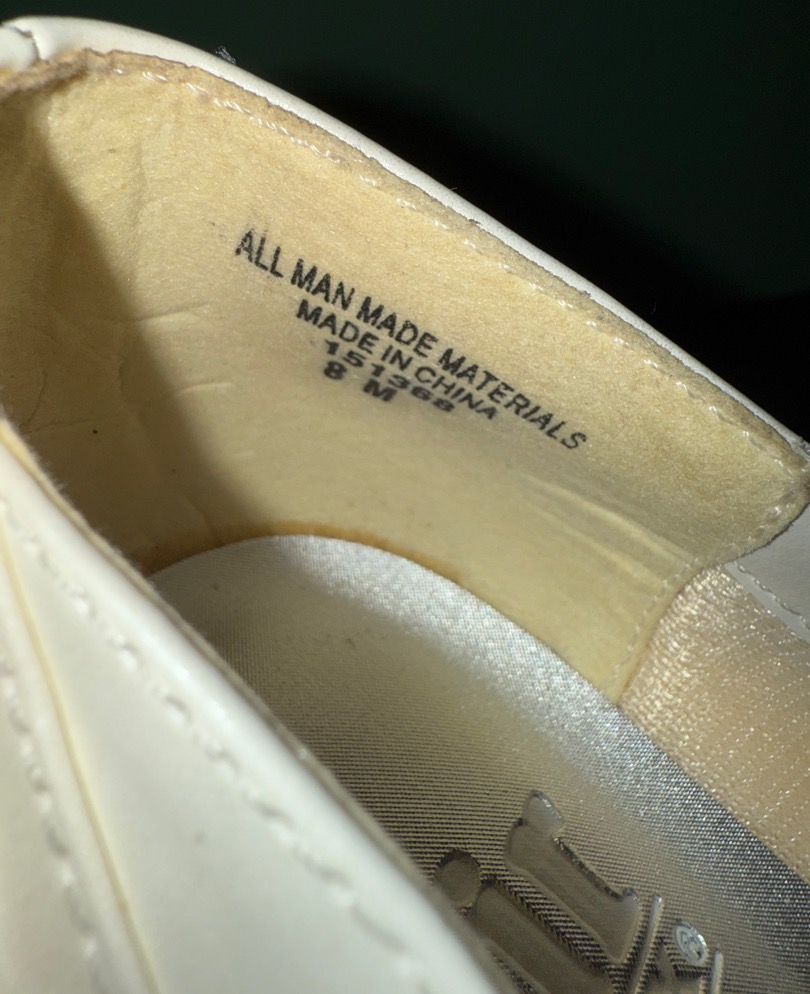 ALL MAN MADE MATERIALS
MADE IN CHINA
151368
8 M